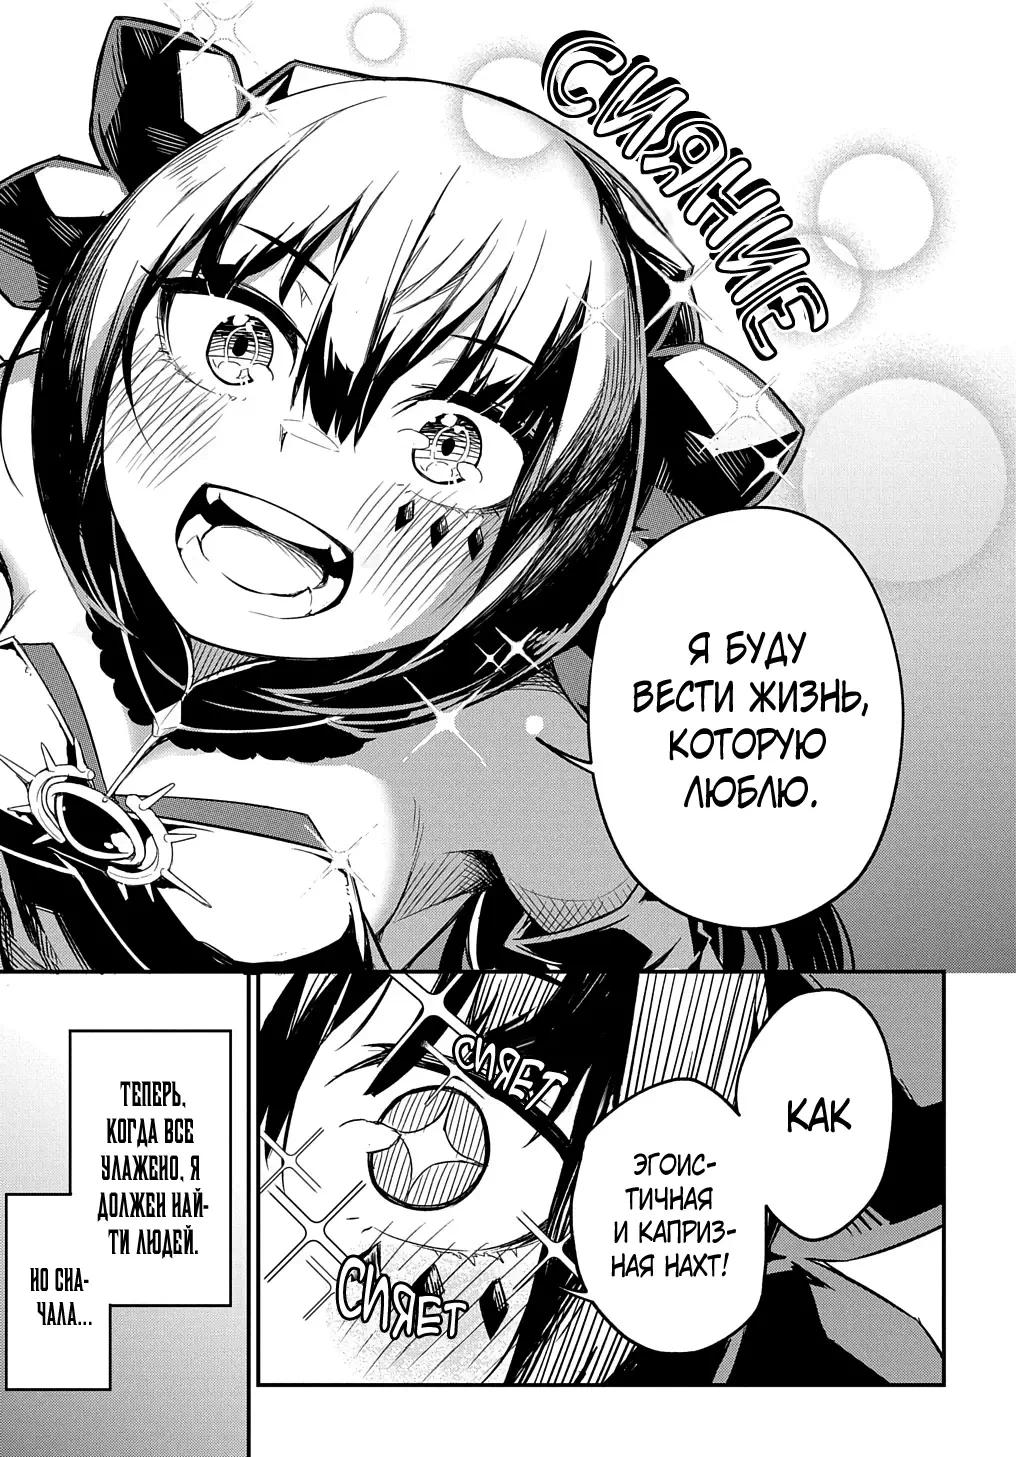 СИЯНИЕ
Я БУДУ
ВЕСТИ ЖИЗНЬ,
КОТОРУЮ
ЛЮБЛЮ.
КАК
ЭГОИС-
ТИЧНАЯ
И КАПРИЗ-
НАЯ НАХТ!
СИЯЕТ
СИЯЕТ
ТЕПЕРЬ,
КОГДА ВСЕ
УЛАЖЕНО, Я
ДОЛЖЕН НАЙ-
ТИ ЛЮДЕЙ.
НО СНА-
ЧАЛА...